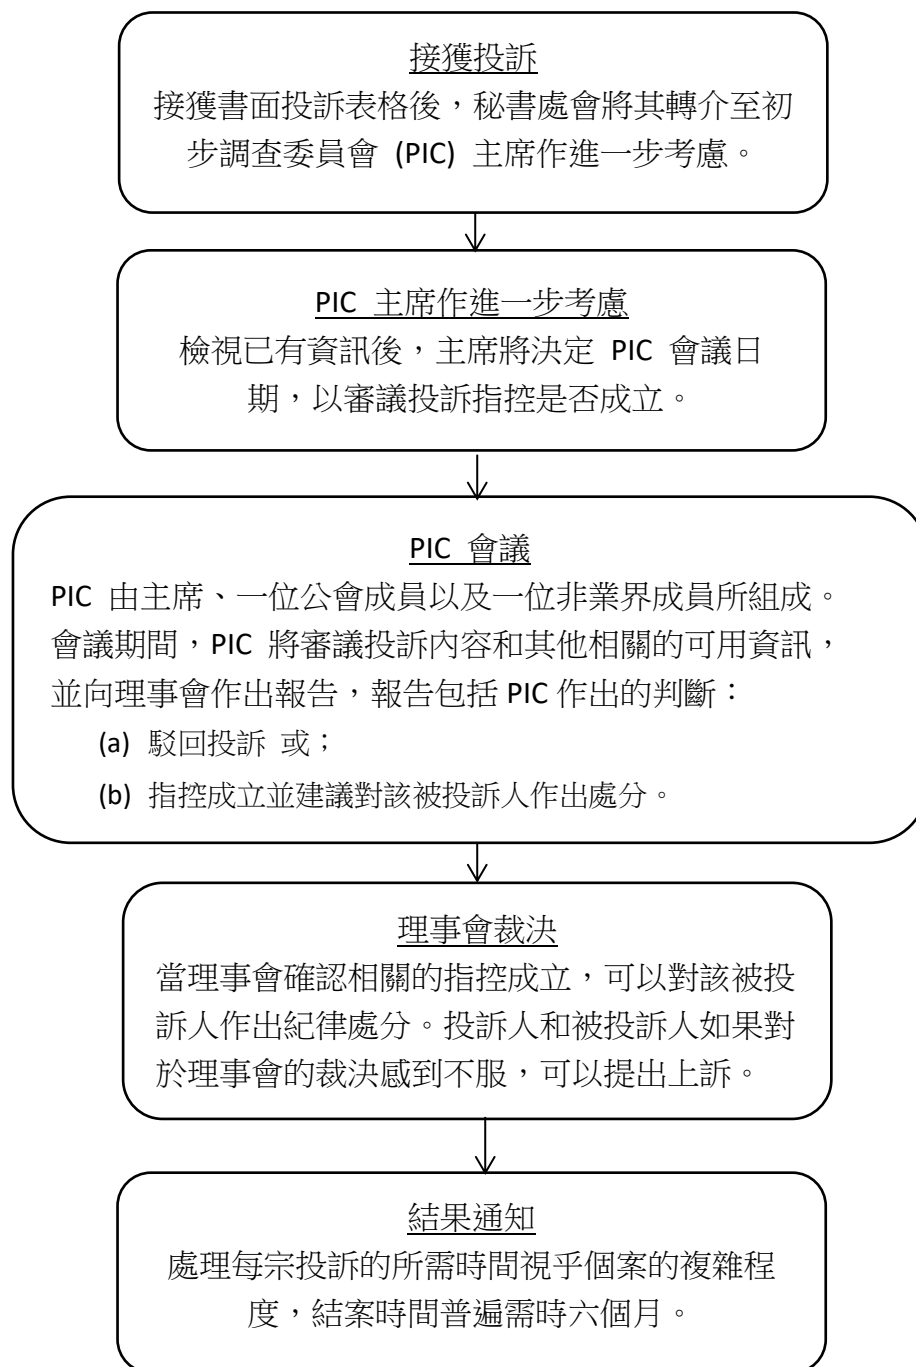 接獲投訴
接獲書面投訴表格後，秘書處會將其轉介至初
步調查委員會 (PIC) 主席作進一步考慮。
PIC 主席作進一步考慮
檢視已有資訊後，主席將決定 PIC 會議日
期，以審議投訴指控是否成立。
PIC 會議
PIC 由主席、一位公會成員以及一位非業界成員所組成。
會議期間，PIC 將審議投訴內容和其他相關的可用資訊，
並向理事會作出報告，報告包括 PIC 作出的判斷：
(a) 駁回投訴 或；
(b) 指控成立並建議對該被投訴人作出處分。
理事會裁決
當理事會確認相關的指控成立，可以對該被投
訴人作出紀律處分。投訴人和被投訴人如果對
於理事會的裁決感到不服，可以提出上訴。
結果通知
處理每宗投訴的所需時間視乎個案的複雜程
度，結案時間普遍需時六個月。